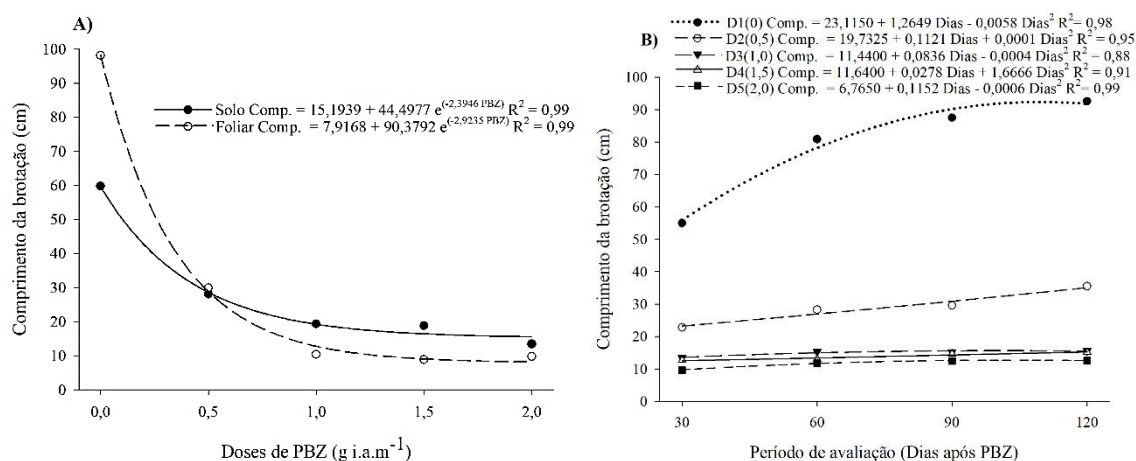 A)
Solo Comp. = 15,1939 + 44,4977 e(-2,3946 PBZ) R2 = 0,99
Foliar Comp. = 7,9168 + 90,3792 e(-2,9235 PBZ) R2 = 0,99
Comprimento da brotação (cm)
100
90
80
70
60
50
40
30
20
10
0
0,0 0,5 1,0 1,5 2,0
Doses de PBZ (g i.a.m-1)
B)
D1(0) Comp. = 23,1150 + 1,2649 Dias - 0,0058 Dias2 R2= 0,98
D2(0,5) Comp. = 19,7325 + 0,1121 Dias + 0,0001 Dias2 R2 = 0,95
D3(1,0) Comp. = 11,4400 + 0,0836 Dias - 0,0004 Dias2 R2 = 0,88
D4(1,5) Comp. = 11,6400 + 0,0278 Dias + 1,6666 Dias2 R2 = 0,91
D5(2,0) Comp. = 6,7650 + 0,1152 Dias - 0,0006 Dias2 R2 = 0,99
Comprimento da brotação (cm)
100
90
80
70
60
50
40
30
20
10
0
30 60 90 120
Período de avaliação (Dias após PBZ)